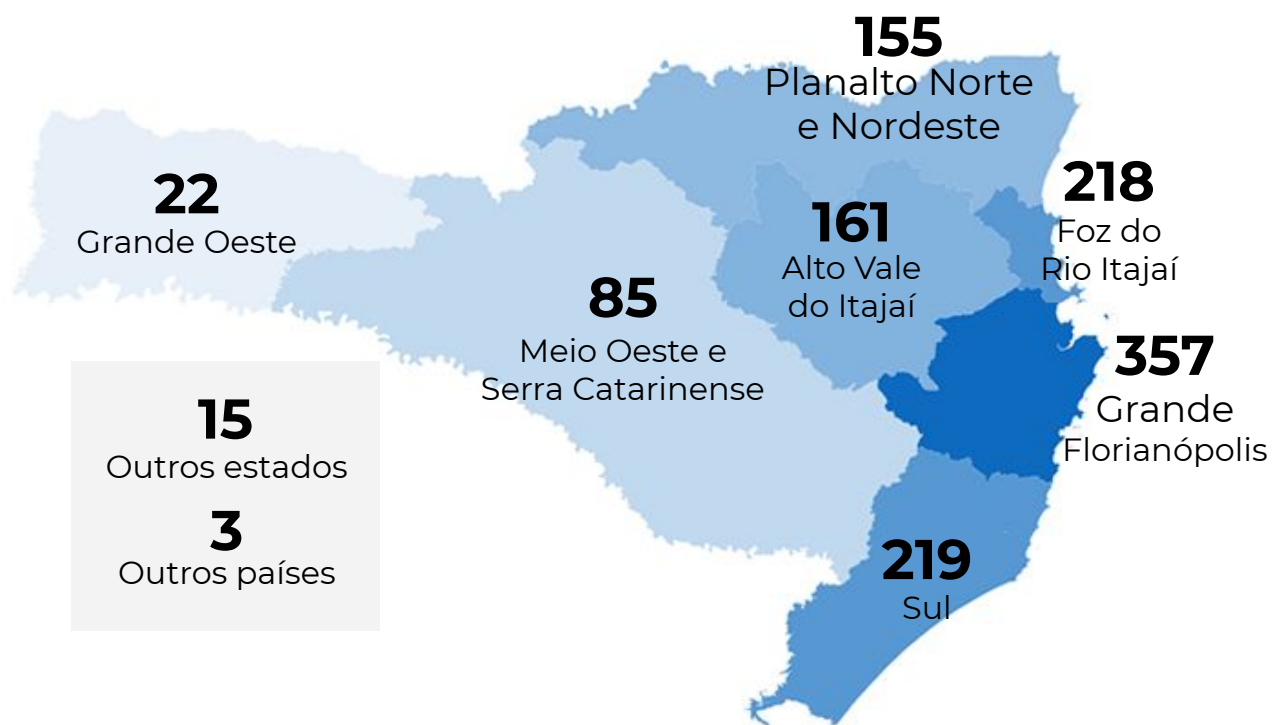 155
Planalto Norte
e Nordeste
22
Grande Oeste
161
Alto Vale
do Itajaí
218
Foz do
Rio Itajaí
85
Meio Oeste e
Serra Catarinense
357
Grande
Florianópolis
15
Outros estados
3
Outros países
219
Sul